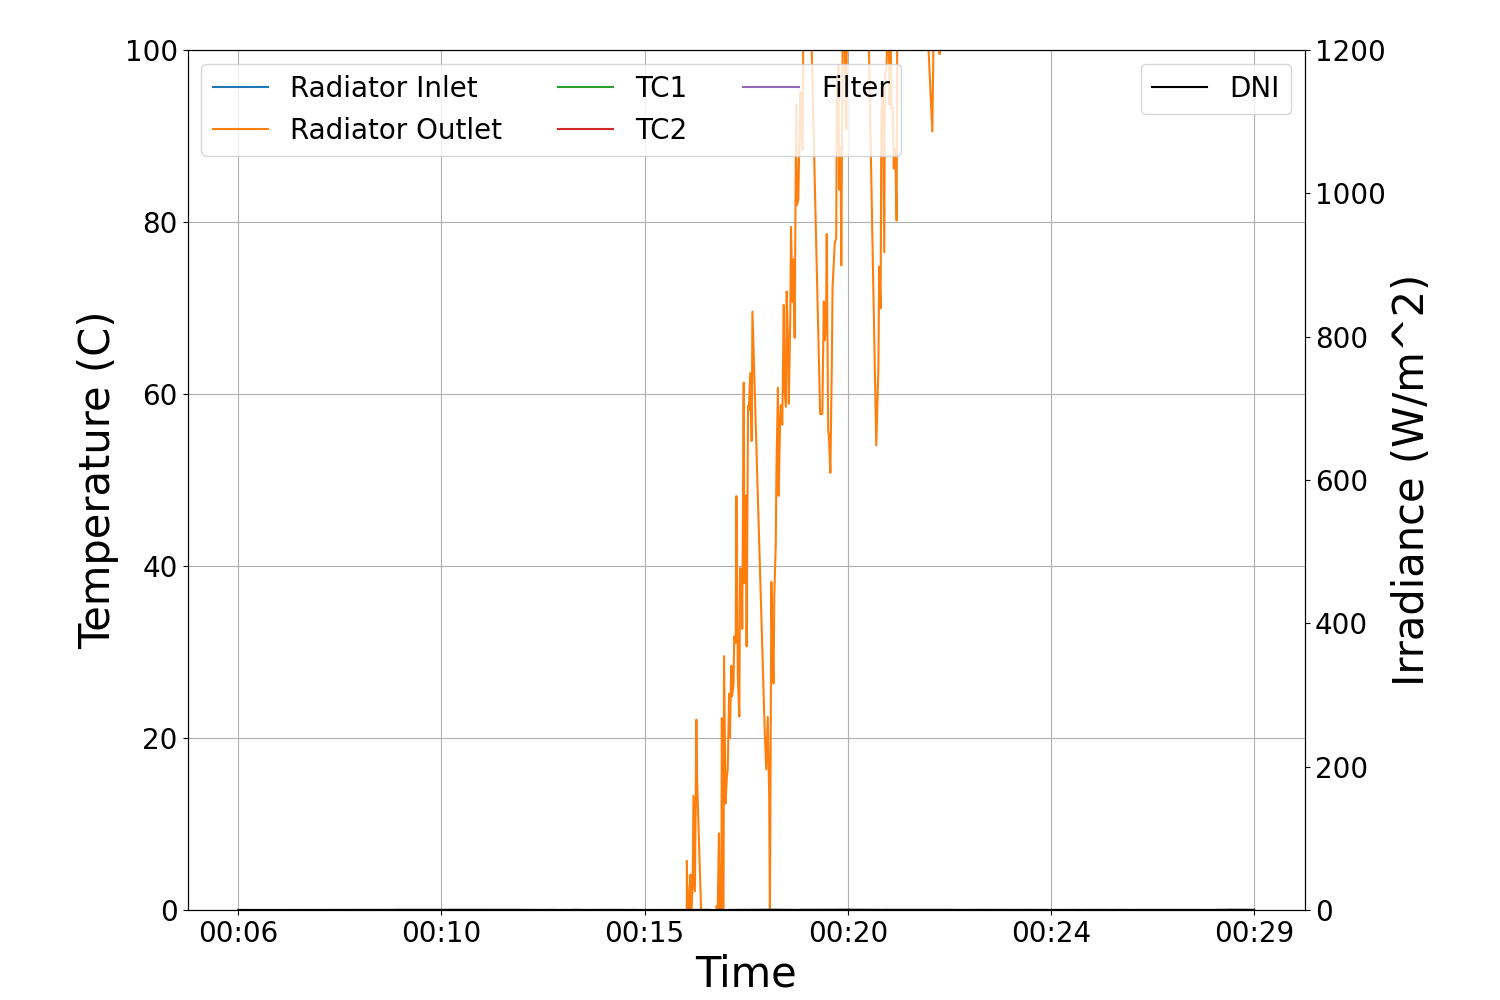 100
80
60
40
20
0
Temperature (C)
Radiator Inlet
Radiator Outlet
TC1
TC2
Filter
DNI
1200
1000
800
600
400
200
0
Irradiance (W/m^2)
00:06 00:10 00:15 00:20 00:24 00:29
Time